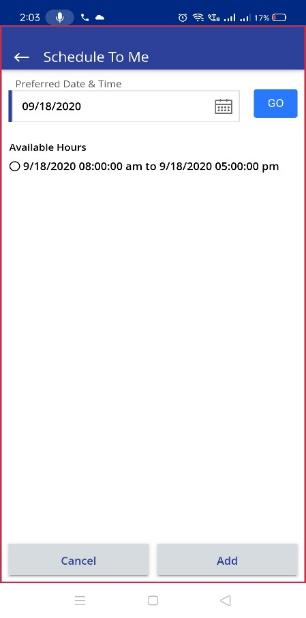 2:03
17%
Schedule To Me
Preferred Date & Time
09/18/2020
GO
Available Hours
9/18/2020 08:00:00 am to 9/18/2020 05:00:00 pm
Cancel
Add